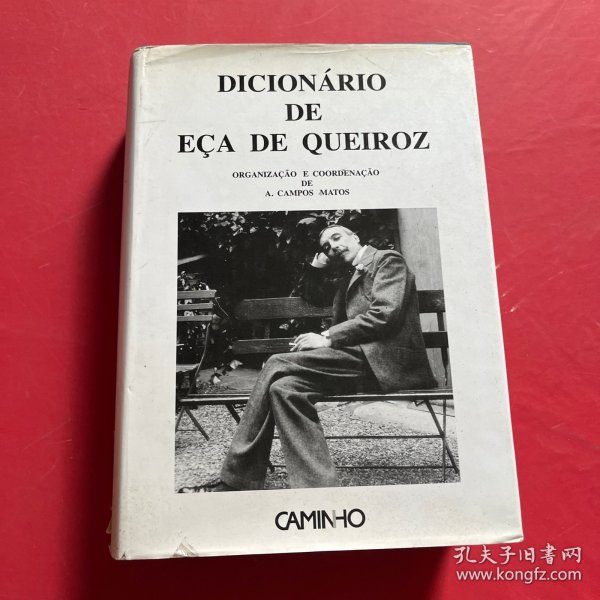 DICIONÁRIO
DE
EÇA DE QUEIROZ
ORGANIZAÇÃO E COORDENAÇÃO
DE
A. CAMPOS MATOS
CAMINHO
孔夫子旧书网
www.kongfz.com